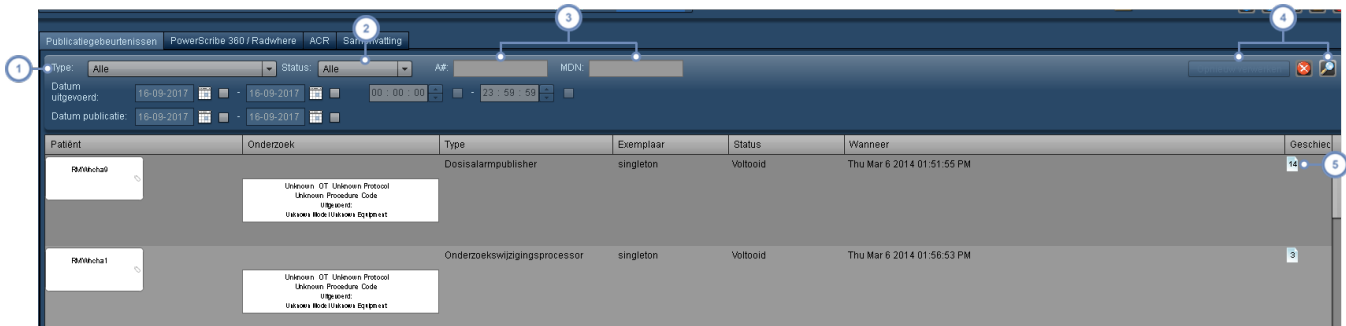 3
4
2
Publicatiegebeurtenissen PowerScribe 360 / Radwhere ACR Samenvatting
1 Type: Alle Status: Alle A#: MDN:
Datum
uitgevoerd: 16-09-2017 - 16-09-2017 00 : 00 : 00 - 23 : 59 : 59
Datum publicatie: 16-09-2017 - 16-09-2017
Patiënt Onderzoek Type Exemplaar Status Wanneer Geschied
RMWncha9 Dosisalarmpublisher singleton Voltooid Thu Mar 6 2014 01:51:55 PM 14 5
Unknown OT Unknown Protocol
Unknown Procedure Code
Uitgevoerd:
Unknown Model Unknown Equipment
RMWncha1 Onderzoekswijzigingsprocessor singleton Voltooid Thu Mar 6 2014 01:56:53 PM 3
Unknown OT Unknown Protocol
Unknown Procedure Code
Uitgevoerd:
Unknown Model Unknown Equipment